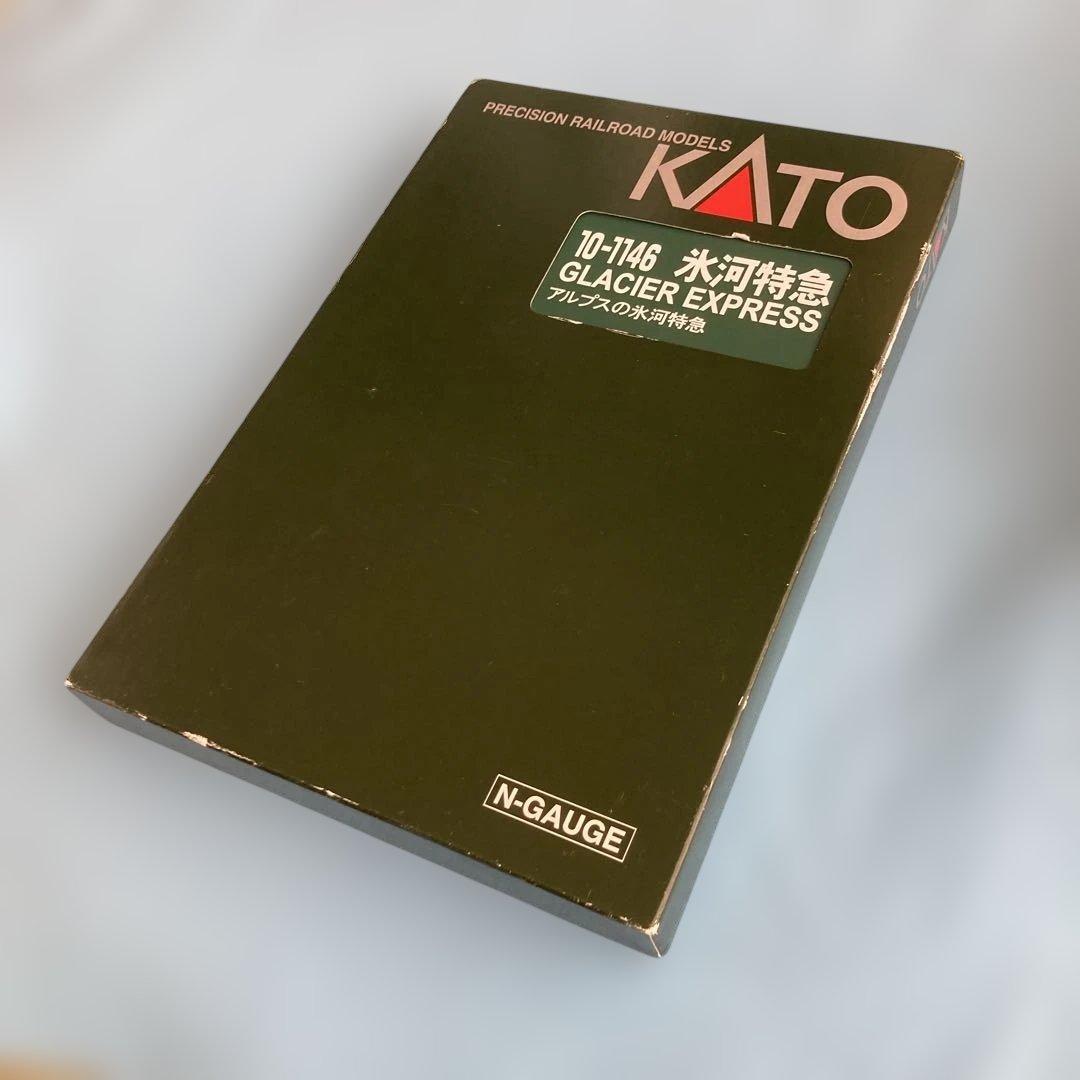 PRECISION RAILROAD MODELS
KATO
10-1146 氷河特急
GLACIER EXPRESS
アルプスの氷河特急
N-GAUGE